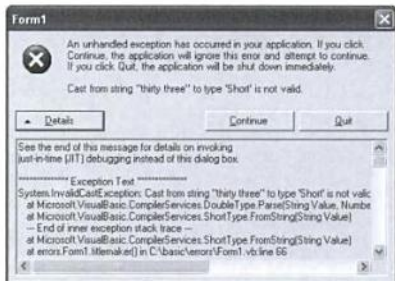 Form1
An unhandled exception has occurred in your application. If you click
Continue, the application will ignore this error and attempt to continue.
If you click Quit, the application will be shut down immediately.
Cast from string "thirty three" to type 'Short' is not valid.
Details
Continue
Quit
See the end of this message for details on invoking
just-in-time (JIT) debugging instead of this dialog box.
************** Exception Text **************
System.InvalidCastException: Cast from string "thirty three" to type 'Short' is not valic
at Microsoft.VisualBasic.CompilerServices.DoubleType.Parse(String Value, Numbe
at Microsoft.VisualBasic.CompilerServices.ShortType.FromString(String Value)
--- End of inner exception stack trace ---
at Microsoft.VisualBasic.CompilerServices.ShortType.FromString(String Value)
at errors.Form1.titlemaker() in C:\basic\errors\Form1.vb:line 66